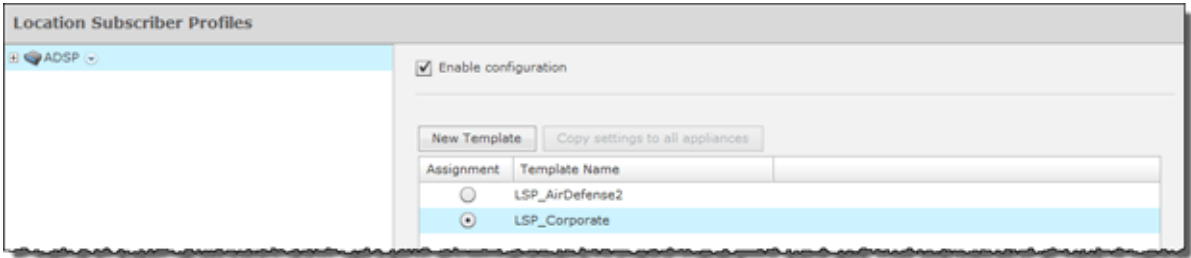 Location Subscriber Profiles
ADSP
Enable configuration
New Template Copy settings to all appliances
Assignment Template Name
LSP_AirDefense2
LSP_Corporate